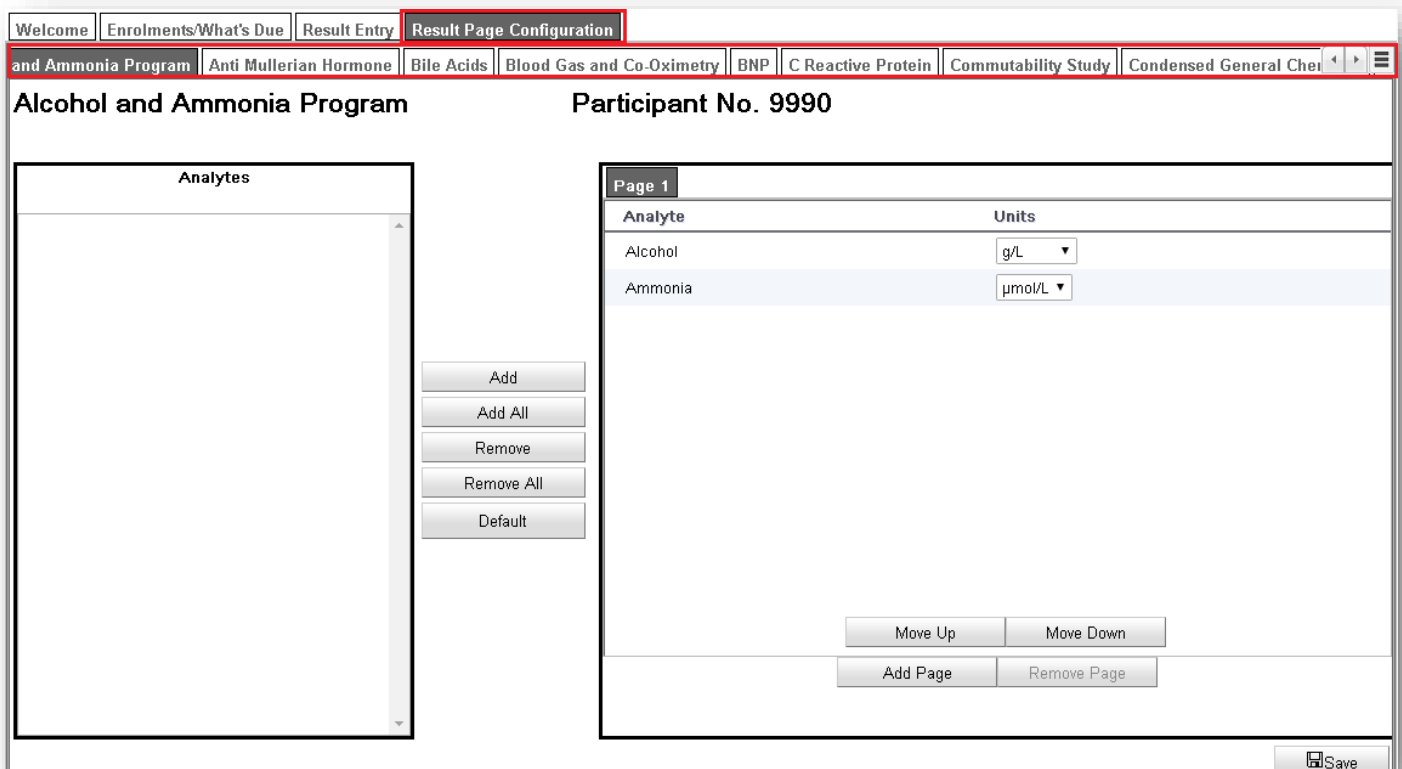 Welcome Enrolments/What's Due Result Entry Result Page Configuration
and Ammonia Program Anti Mullerian Hormone Bile Acids Blood Gas and Co-Oximetry BNP C Reactive Protein Commutability Study Condensed General Cher
Alcohol and Ammonia Program Participant No. 9990
Analytes
Page 1
Analyte Units
Alcohol g/L
Ammonia µmol/L
Add
Add All
Remove
Remove All
Default
Move Up Move Down
Add Page Remove Page
Save